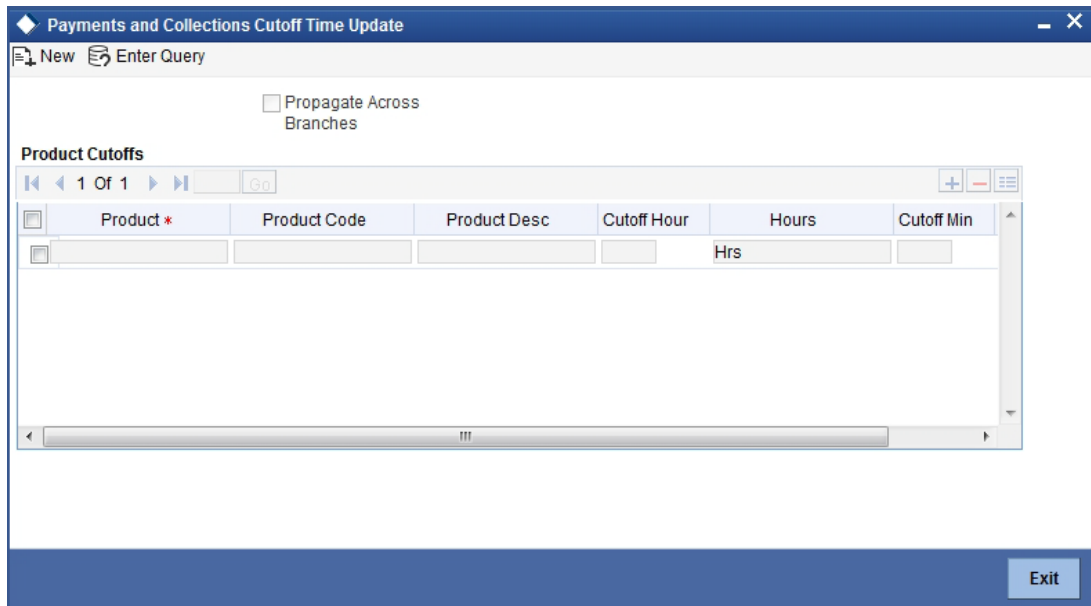 Payments and Collections Cutoff Time Update
New Enter Query
Propagate Across
Branches
Product Cutoffs
1 Of 1 Go
Product * Product Code Product Desc Cutoff Hour Hours Cutoff Min
Hrs
Exit